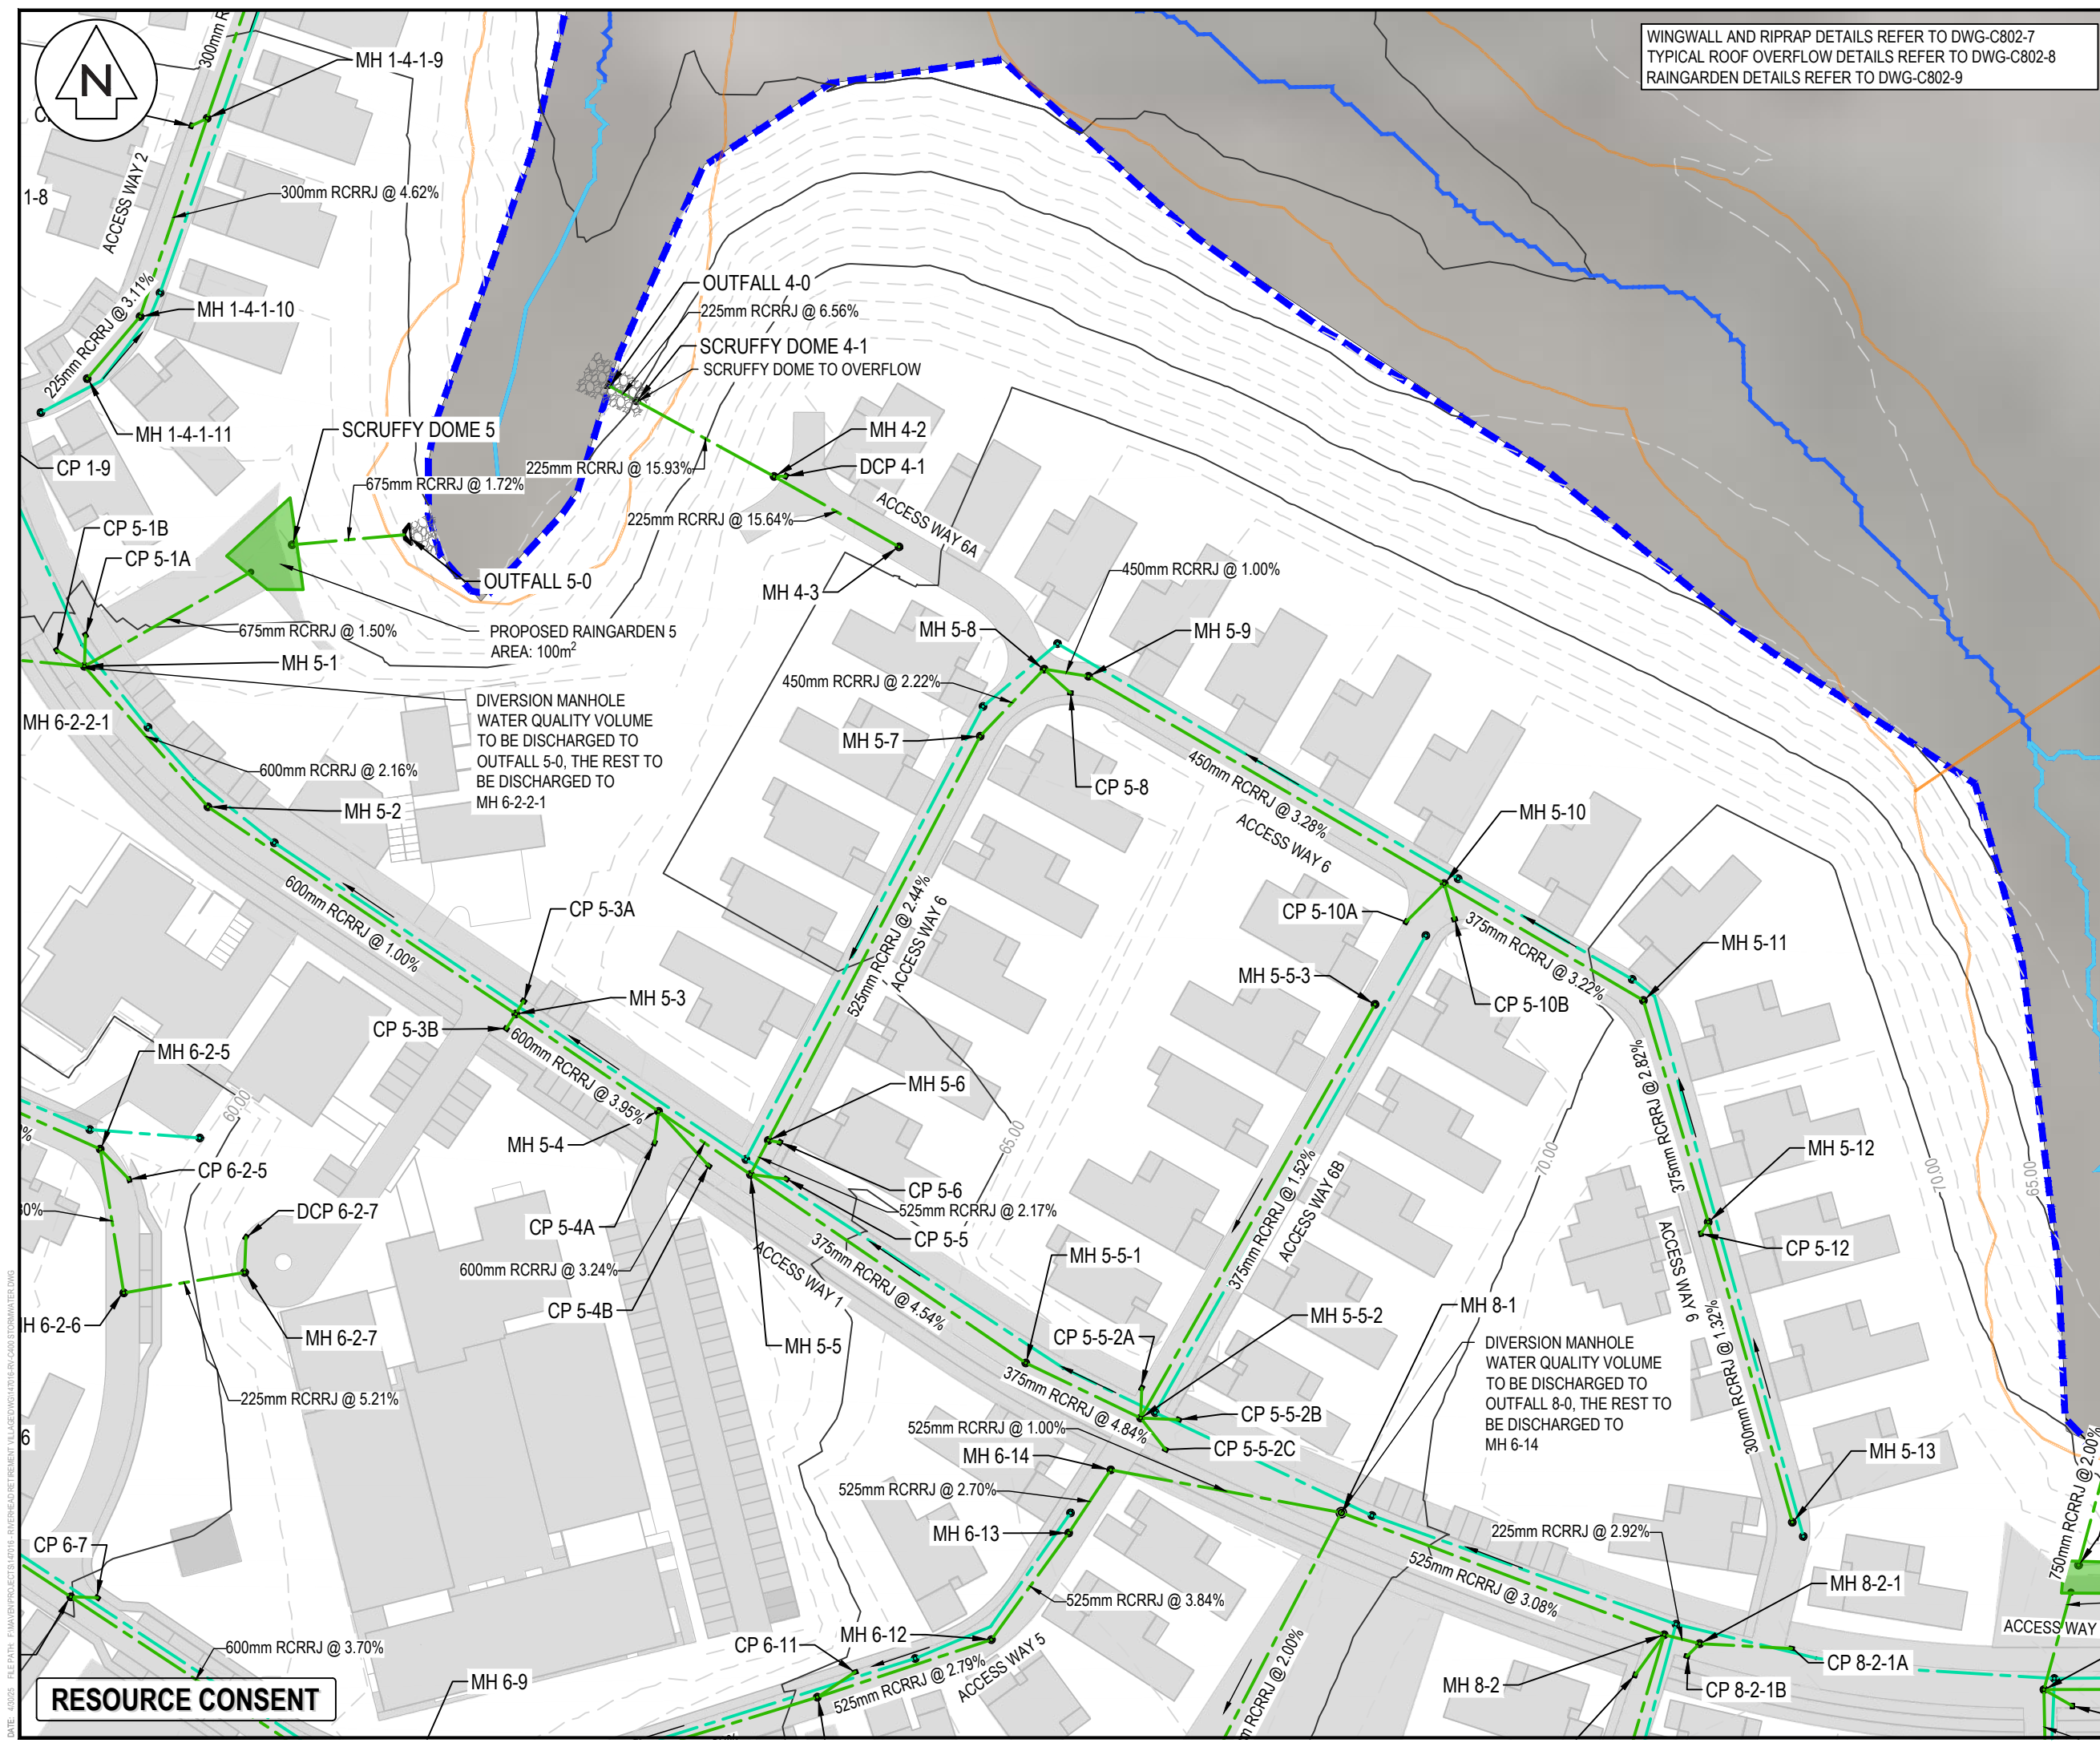 WINGWALL AND RIPRAP DETAILS REFER TO DWG-C802-7
TYPICAL ROOF OVERFLOW DETAILS REFER TO DWG-C802-8
RAINGARDEN DETAILS REFER TO DWG-C802-9
N
300mm
MH 1-4-1-9
ACCESS WAY 2
300mm RCRRJ @ 4.62%
1-8
225mm RCRRJ @ 3.11%
MH 1-4-1-10
MH 1-4-1-11
CP 1-9
OUTFALL 4-0
225mm RCRRJ @ 6.56%
SCRUFFY DOME 4-1
SCRUFFY DOME TO OVERFLOW
SCRUFFY DOME 5
MH 4-2
DCP 4-1
225mm RCRRJ @ 15.93%
675mm RCRRJ @ 1.72%
225mm RCRRJ @ 15.64%
ACCESS WAY 6A
CP 5-1B
CP 5-1A
OUTFALL 5-0
MH 4-3
450mm RCRRJ @ 1.00%
675mm RCRRJ @ 1.50%
PROPOSED RAINGARDEN 5
AREA: 100m²
MH 5-1
MH 5-8
MH 5-9
450mm RCRRJ @ 2.22%
MH 5-7
DIVERSION MANHOLE
WATER QUALITY VOLUME
TO BE DISCHARGED TO
OUTFALL 5-0, THE REST TO
BE DISCHARGED TO
MH 6-2-2-1
MH 6-2-2-1
600mm RCRRJ @ 2.16%
MH 5-2
CP 5-8
450mm RCRRJ @ 3.28%
ACCESS WAY 6
MH 5-10
600mm RCRRJ @ 1.00%
CP 5-3A
525mm RCRRJ @ 2.44%
ACCESS WAY 6
CP 5-10A
375mm RCRRJ @ 3.22%
MH 5-11
MH 5-5-3
CP 5-10B
MH 5-3
CP 5-3B
600mm RCRRJ @ 3.95%
MH 6-2-5
60.00
MH 5-4
MH 5-6
65.00
375mm RCRRJ @ 2.82%
MH 5-12
70.00
70.00
65.00
CP 6-2-5
DCP 6-2-7
CP 5-6
525mm RCRRJ @ 2.17%
CP 5-5
CP 5-4A
375mm RCRRJ @ 1.52%
ACCESS WAY 6B
CP 5-12
ACCESS WAY 9
600mm RCRRJ @ 3.24%
CP 5-4B
ACCESS WAY 1
375mm RCRRJ @ 4.54%
MH 5-5-1
MH 5-5
MH 6-2-7
225mm RCRRJ @ 5.21%
CP 5-5-2A
MH 5-5-2
MH 8-1
DIVERSION MANHOLE
WATER QUALITY VOLUME
TO BE DISCHARGED TO
OUTFALL 8-0, THE REST TO
BE DISCHARGED TO
MH 6-14
300mm RCRRJ @ 1.32%
375mm RCRRJ @ 4.84%
CP 5-5-2B
CP 5-5-2C
525mm RCRRJ @ 1.00%
MH 6-14
MH 5-13
525mm RCRRJ @ 2.70%
MH 6-13
225mm RCRRJ @ 2.92%
525mm RCRRJ @ 3.08%
750mm RCRRJ @ 2.00%
MH 8-2-1
CP 6-7
525mm RCRRJ @ 3.84%
ACCESS WAY
CP 6-11
MH 6-12
600mm RCRRJ @ 3.70%
CP 8-2-1A
MH 8-2
CP 8-2-1B
MH 6-9
525mm RCRRJ @ 2.79%
ACCESS WAY 5
RCRRJ @ 2.00%
RESOURCE CONSENT